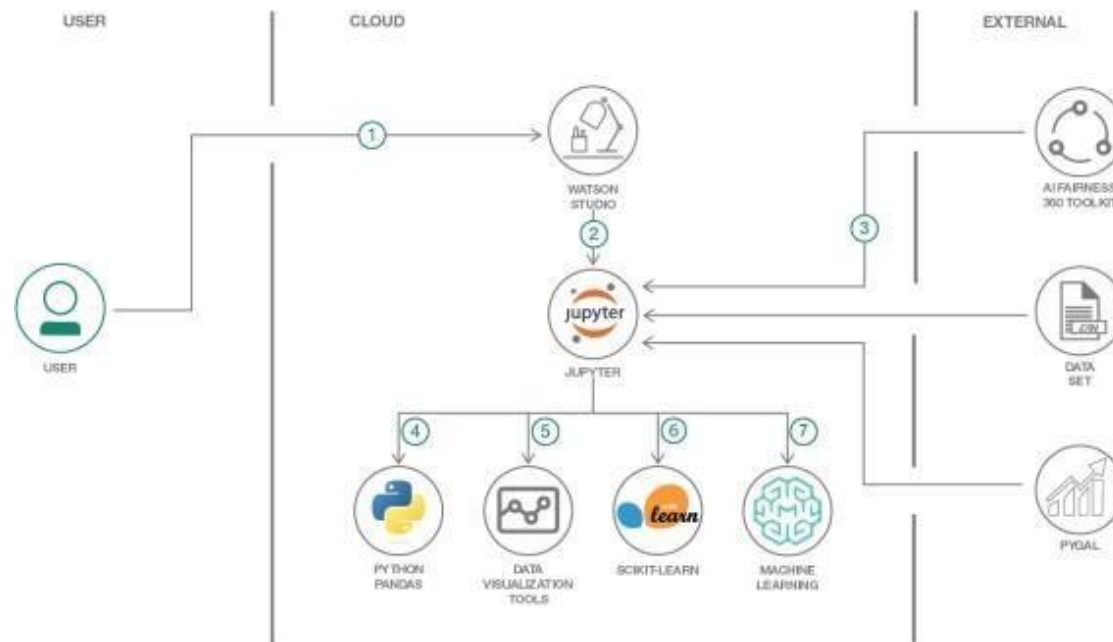 USER
CLOUD
EXTERNAL
1
WATSON
STUDIO
2
3
AI FAIRNESS
360 TOOLKIT
USER
jupyter
JUPYTER
.CSV
DATA
SET
4
5
6
7
learn
PYTHON
PANDAS
DATA
VISUALIZATION
TOOLS
SCIKIT-LEARN
MACHINE
LEARNING
PYGAL